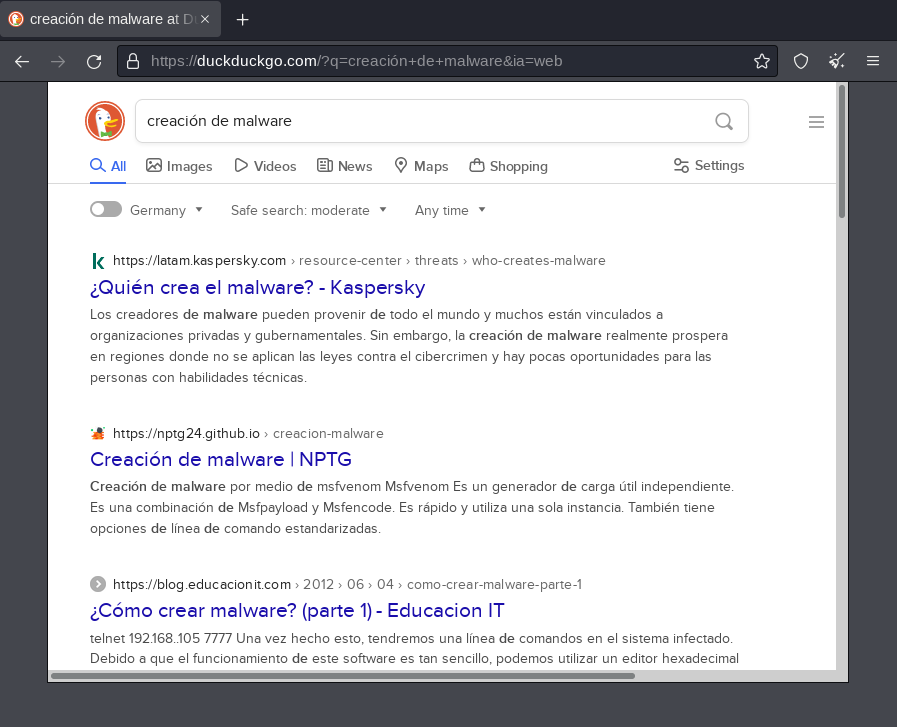 creación de malware at D
https://duckduckgo.com/?q=creación+de+malware&ia=web
creación de malware
All Images Videos News Maps Shopping Settings
Germany Safe search: moderate Any time
https://latam.kaspersky.com › resource-center › threats › who-creates-malware
¿Quién crea el malware? - Kaspersky
Los creadores de malware pueden provenir de todo el mundo y muchos están vinculados a
organizaciones privadas y gubernamentales. Sin embargo, la creación de malware realmente prospera
en regiones donde no se aplican las leyes contra el cibercrimen y hay pocas oportunidades para las
personas con habilidades técnicas.
https://nptg24.github.io › creacion-malware
Creación de malware | NPTG
Creación de malware por medio de msfvenom Msfvenom Es un generador de carga útil independiente.
Es una combinación de Msfpayload y Msfencode. Es rápido y utiliza una sola instancia. También tiene
opciones de línea de comando estandarizadas.
https://blog.educacionit.com › 2012 › 06 › 04 › como-crear-malware-parte-1
¿Cómo crear malware? (parte 1) - Educacion IT
telnet 192.168..105 7777 Una vez hecho esto, tendremos una línea de comandos en el sistema infectado.
Debido a que el funcionamiento de este software es tan sencillo, podemos utilizar un editor hexadecimal